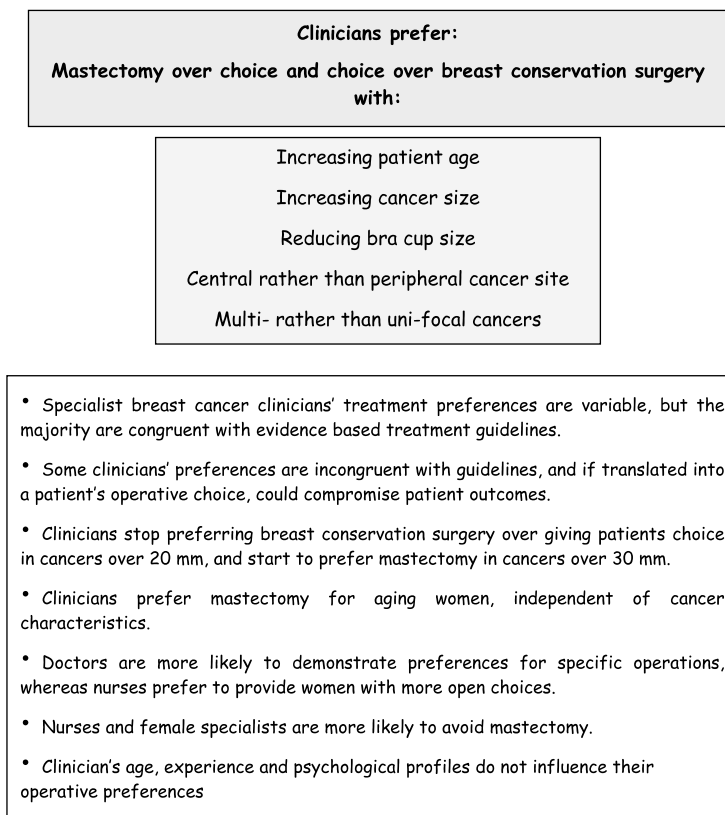 Clinicians prefer:
Mastectomy over choice and choice over breast conservation surgery
with:
Increasing patient age
Increasing cancer size
Reducing bra cup size
Central rather than peripheral cancer site
Multi- rather than uni-focal cancers
• Specialist breast cancer clinicians' treatment preferences are variable, but the
majority are congruent with evidence based treatment guidelines.
• Some clinicians' preferences are incongruent with guidelines, and if translated into
a patient's operative choice, could compromise patient outcomes.
• Clinicians stop preferring breast conservation surgery over giving patients choice
in cancers over 20 mm, and start to prefer mastectomy in cancers over 30 mm.
• Clinicians prefer mastectomy for aging women, independent of cancer
characteristics.
• Doctors are more likely to demonstrate preferences for specific operations,
whereas nurses prefer to provide women with more open choices.
• Nurses and female specialists are more likely to avoid mastectomy.
• Clinician's age, experience and psychological profiles do not influence their
operative preferences